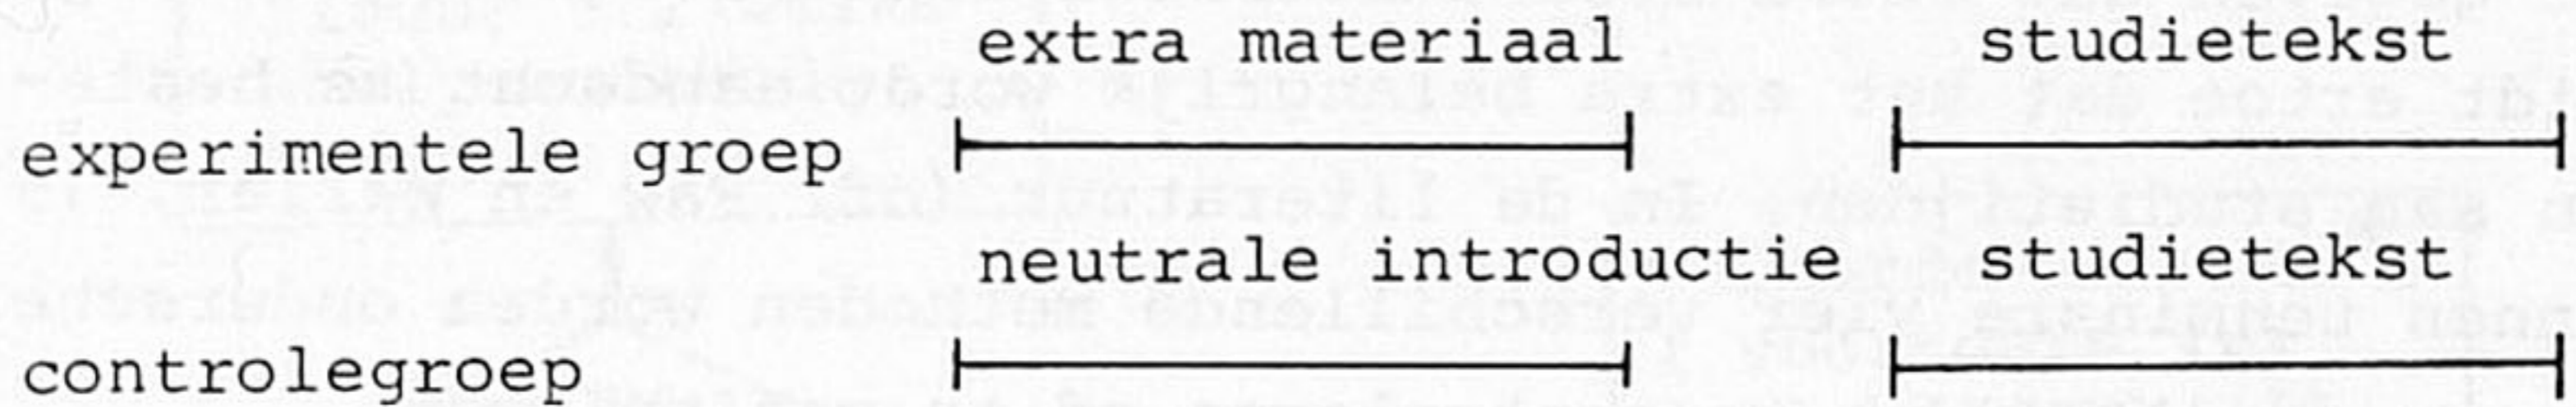 extra materiaal studietekst
experimentele groep
neutrale introductie studietekst
controlegroep